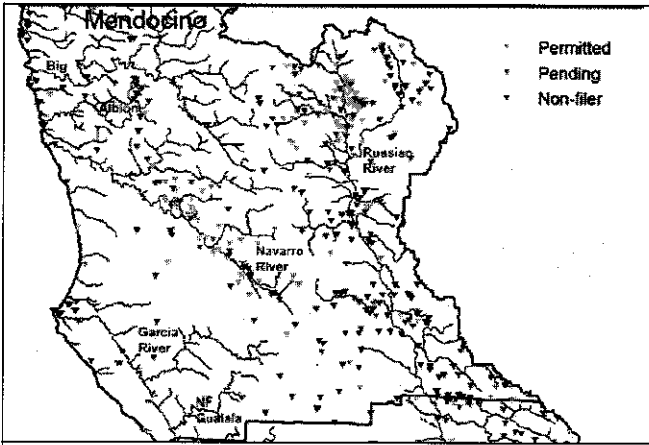 Mendocino
Big
Albion
Permitted
Pending
Non-filer
Russian
River
Navarro
River
Garcia
River
NF
Gualala